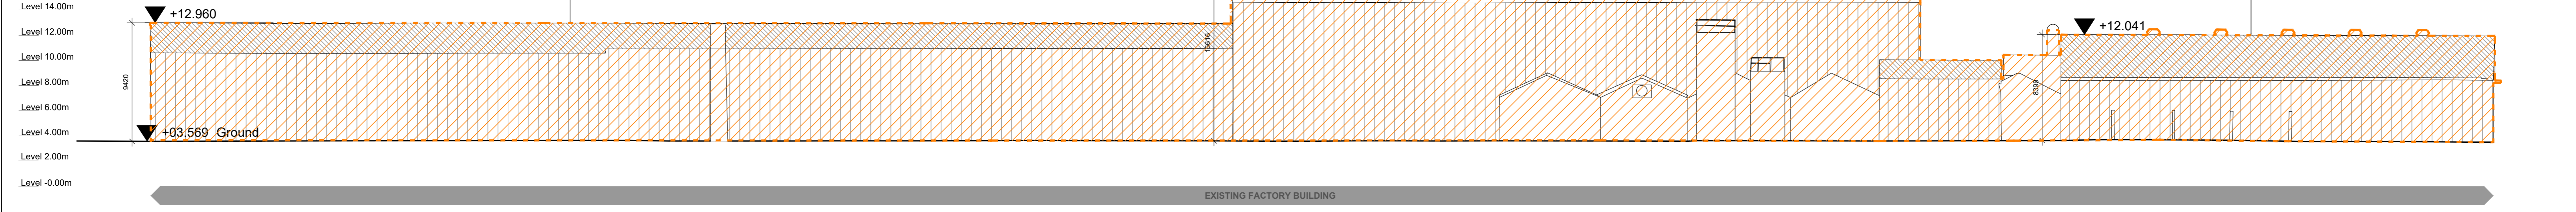 Level 14.00m
+12.960
Level 12.00m
+12.041
Level 10.00m
13616
9420
Level 8.00m
8399
Level 6.00m
Level 4.00m
+03.569 Ground
Level 2.00m
Level -0.00m
EXISTING FACTORY BUILDING